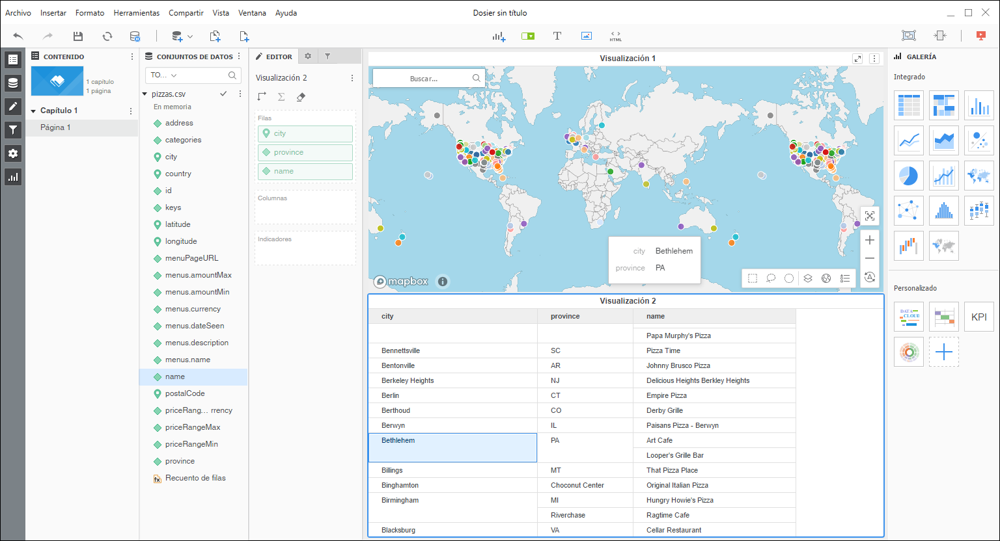 Archivo Insertar Formato Herramientas Compartir Vista Ventana Ayuda
Dosier sin título
HTML
CONTENIDO
1 capítulo
1 página
Capítulo 1
Página 1
CONJUNTOS DE DATOS
TO...
pizzas.csv
En memoria
address
categories
city
country
id
keys
latitude
longitude
menuPageURL
menus.amountMax
menus.amountMin
menus.currency
menus.dateSeen
menus.description
menus.name
name
postalCode
priceRang... rrency
priceRangeMax
priceRangeMin
province
Recuento de filas
EDITOR
Visualización 2
Filas
city
province
name
Columnas
Indicadores
Visualización 1
Buscar...
city Bethlehem
province PA
mapbox
Visualización 2
city province name
Papa Murphy's Pizza
Bennettsville SC Pizza Time
Bentonville AR Johnny Brusco Pizza
Berkeley Heights NJ Delicious Heights Berkley Heights
Berlin CT Empire Pizza
Berthoud CO Derby Grille
Berwyn IL Paisans Pizza - Berwyn
Bethlehem PA Art Cafe
Looper's Grille Bar
Billings MT That Pizza Place
Binghamton Choconut Center Original Italian Pizza
Birmingham MI Hungry Howie's Pizza
Riverchase Ragtime Cafe
Blacksburg VA Cellar Restaurant
GALERÍA
Integrado
Personalizado
DATA
CLOUD
KPI